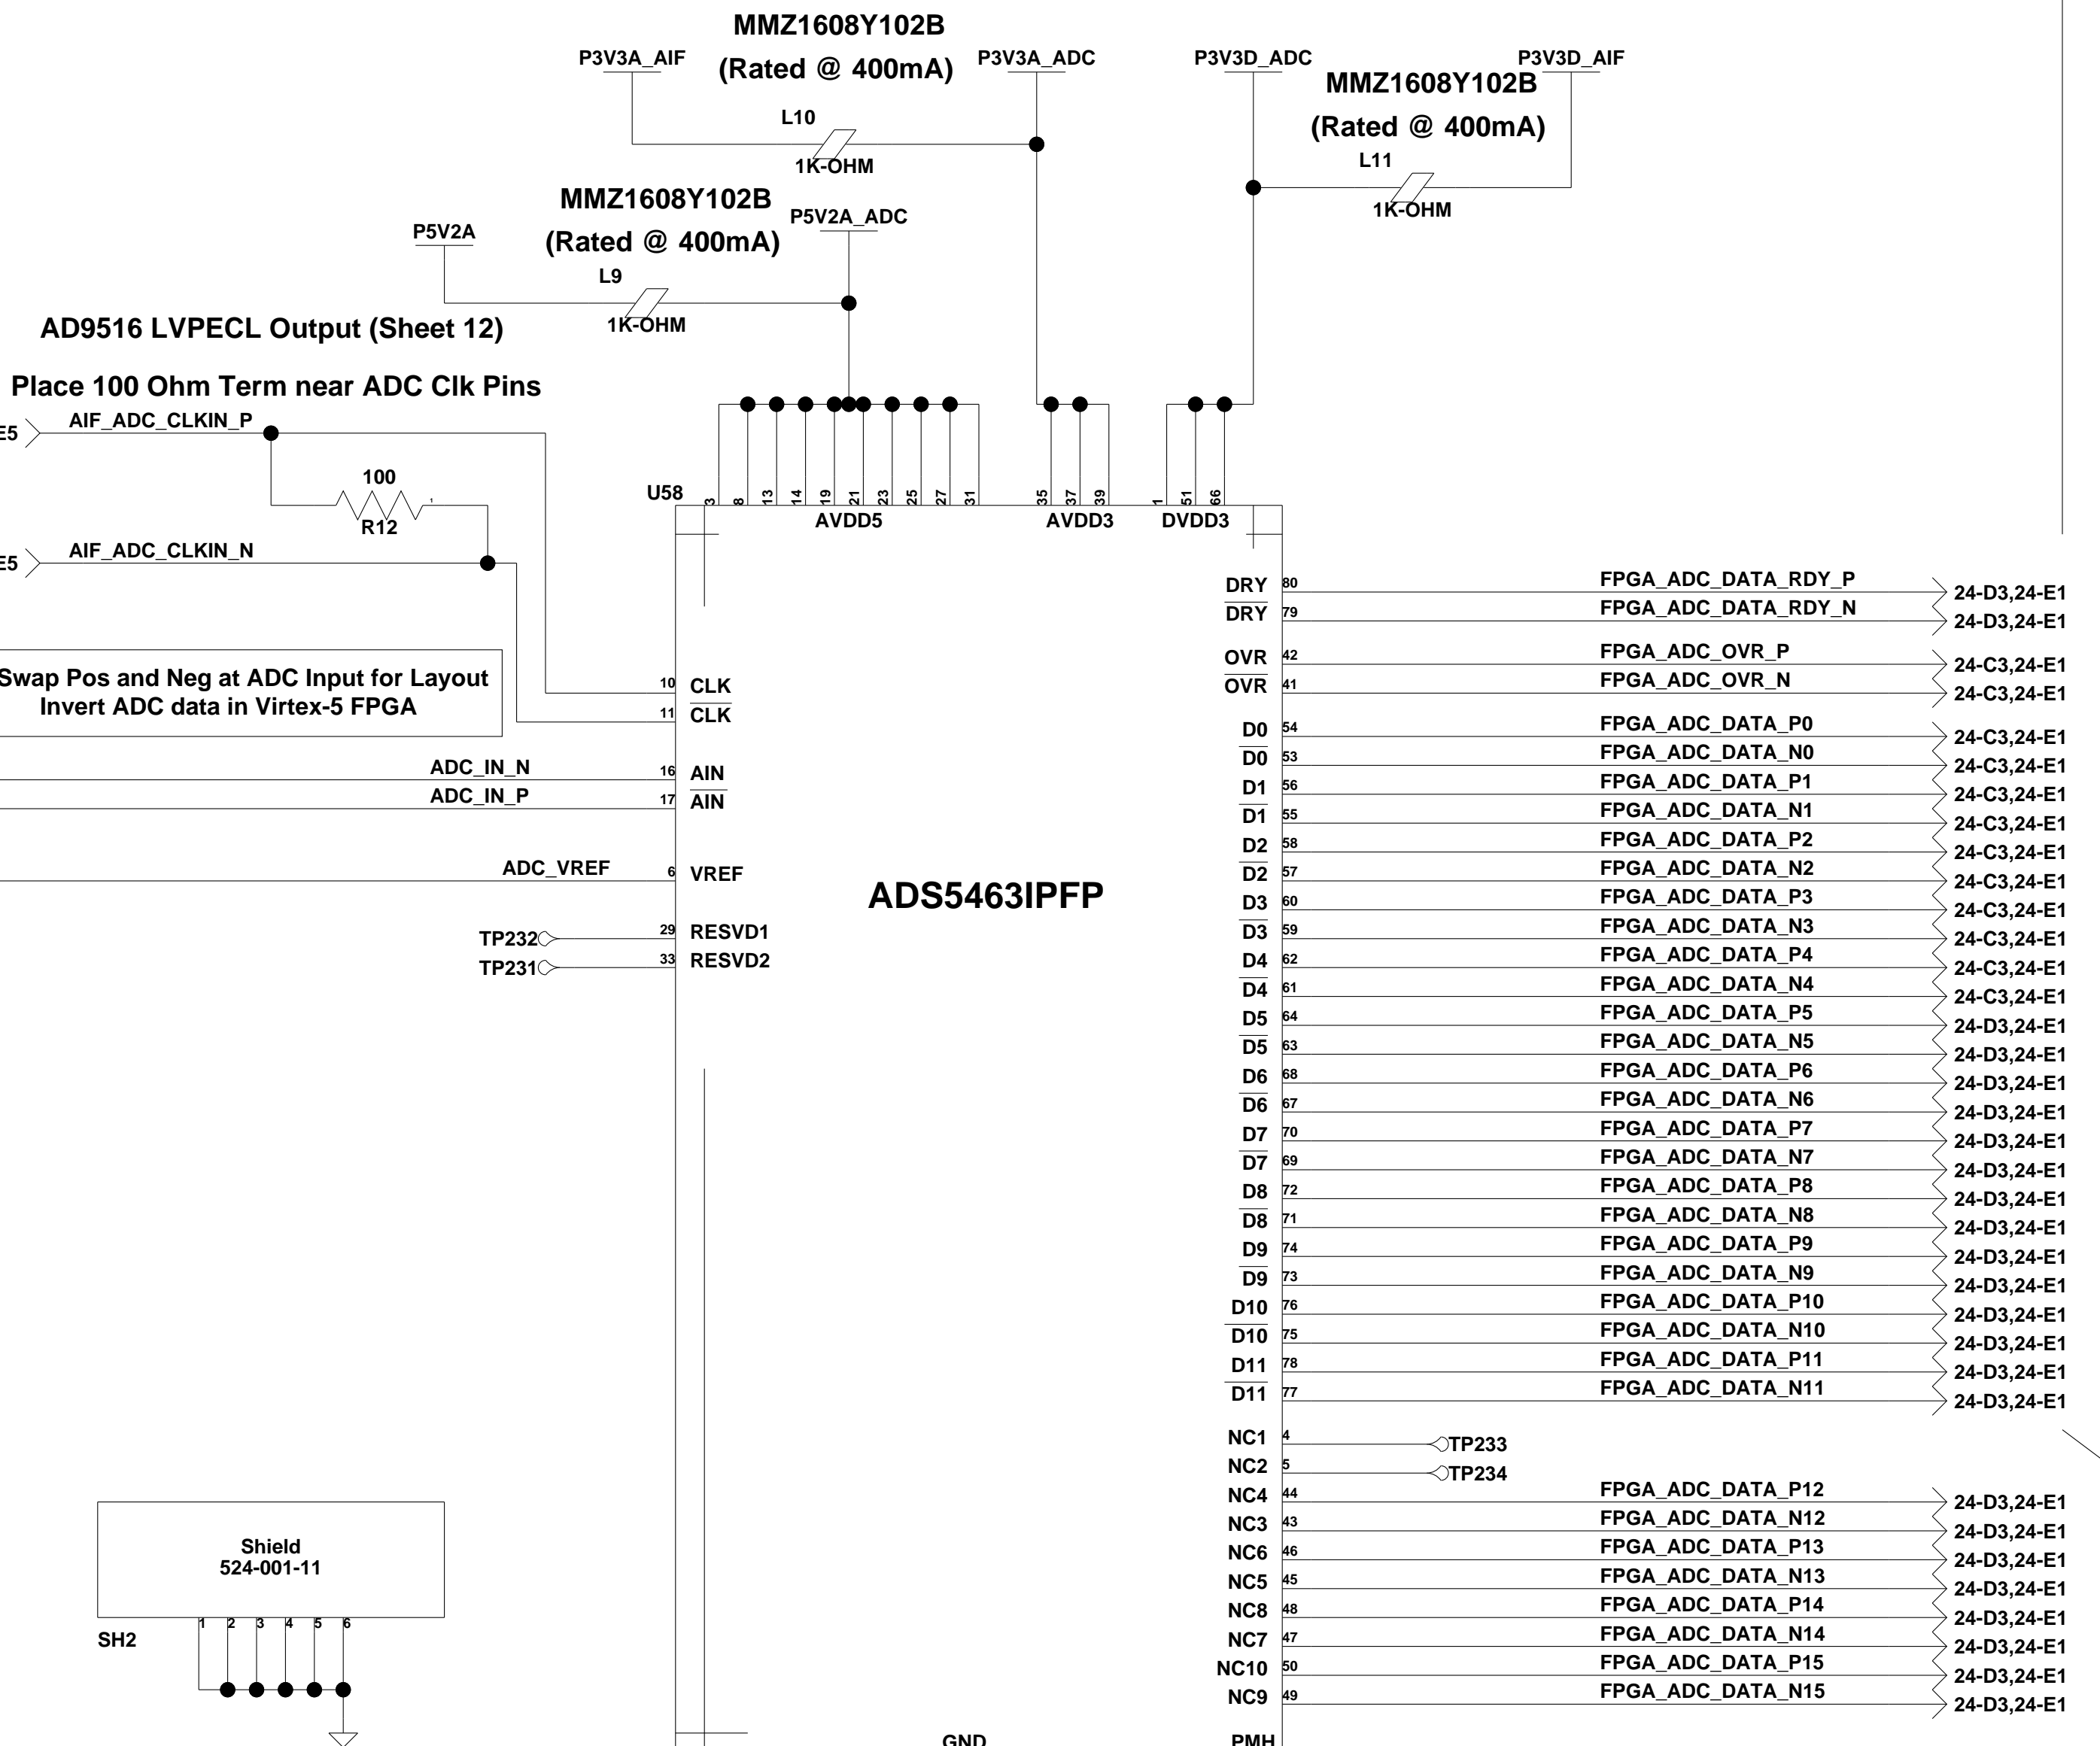 MMZ1608Y102B
(Rated @ 400mA)
P3V3A_AIF
P3V3A_ADC
L10
1K-OHM
P3V3D_ADC
P3V3D_AIF
MMZ1608Y102B
(Rated @ 400mA)
L11
1K-OHM
MMZ1608Y102B
(Rated @ 400mA)
P5V2A
P5V2A_ADC
L9
1K-OHM
AD9516 LVPECL Output (Sheet 12)
Place 100 Ohm Term near ADC Clk Pins
E5 AIF_ADC_CLKIN_P
100
R12
E5 AIF_ADC_CLKIN_N
Swap Pos and Neg at ADC Input for Layout
Invert ADC data in Virtex-5 FPGA
U58
3 8 13 14 19 21 23 25 27 31 35 37 39 1 51 66
AVDD5 AVDD3 DVDD3
10 CLK
11 CLK
ADC_IN_N 16 AIN
ADC_IN_P 17 AIN
ADC_VREF 6 VREF
TP232 29 RESVD1
TP231 33 RESVD2
ADS5463IPFP
DRY 80 FPGA_ADC_DATA_RDY_P 24-D3,24-E1
DRY 79 FPGA_ADC_DATA_RDY_N 24-D3,24-E1
OVR 42 FPGA_ADC_OVR_P 24-C3,24-E1
OVR 41 FPGA_ADC_OVR_N 24-C3,24-E1
D0 54 FPGA_ADC_DATA_P0 24-C3,24-E1
D0 53 FPGA_ADC_DATA_N0 24-C3,24-E1
D1 56 FPGA_ADC_DATA_P1 24-C3,24-E1
D1 55 FPGA_ADC_DATA_N1 24-C3,24-E1
D2 58 FPGA_ADC_DATA_P2 24-C3,24-E1
D2 57 FPGA_ADC_DATA_N2 24-C3,24-E1
D3 60 FPGA_ADC_DATA_P3 24-C3,24-E1
D3 59 FPGA_ADC_DATA_N3 24-C3,24-E1
D4 62 FPGA_ADC_DATA_P4 24-C3,24-E1
D4 61 FPGA_ADC_DATA_N4 24-C3,24-E1
D5 64 FPGA_ADC_DATA_P5 24-D3,24-E1
D5 63 FPGA_ADC_DATA_N5 24-D3,24-E1
D6 68 FPGA_ADC_DATA_P6 24-D3,24-E1
D6 67 FPGA_ADC_DATA_N6 24-D3,24-E1
D7 70 FPGA_ADC_DATA_P7 24-D3,24-E1
D7 69 FPGA_ADC_DATA_N7 24-D3,24-E1
D8 72 FPGA_ADC_DATA_P8 24-D3,24-E1
D8 71 FPGA_ADC_DATA_N8 24-D3,24-E1
D9 74 FPGA_ADC_DATA_P9 24-D3,24-E1
D9 73 FPGA_ADC_DATA_N9 24-D3,24-E1
D10 76 FPGA_ADC_DATA_P10 24-D3,24-E1
D10 75 FPGA_ADC_DATA_N10 24-D3,24-E1
D11 78 FPGA_ADC_DATA_P11 24-D3,24-E1
D11 77 FPGA_ADC_DATA_N11 24-D3,24-E1
NC1 4 TP233
NC2 5 TP234
NC4 44 FPGA_ADC_DATA_P12 24-D3,24-E1
NC3 43 FPGA_ADC_DATA_N12 24-D3,24-E1
NC6 46 FPGA_ADC_DATA_P13 24-D3,24-E1
NC5 45 FPGA_ADC_DATA_N13 24-D3,24-E1
NC8 48 FPGA_ADC_DATA_P14 24-D3,24-E1
NC7 47 FPGA_ADC_DATA_N14 24-D3,24-E1
NC10 50 FPGA_ADC_DATA_P15 24-D3,24-E1
NC9 49 FPGA_ADC_DATA_N15 24-D3,24-E1
GND PMH
Shield
524-001-11
SH2
1 2 3 4 5 6